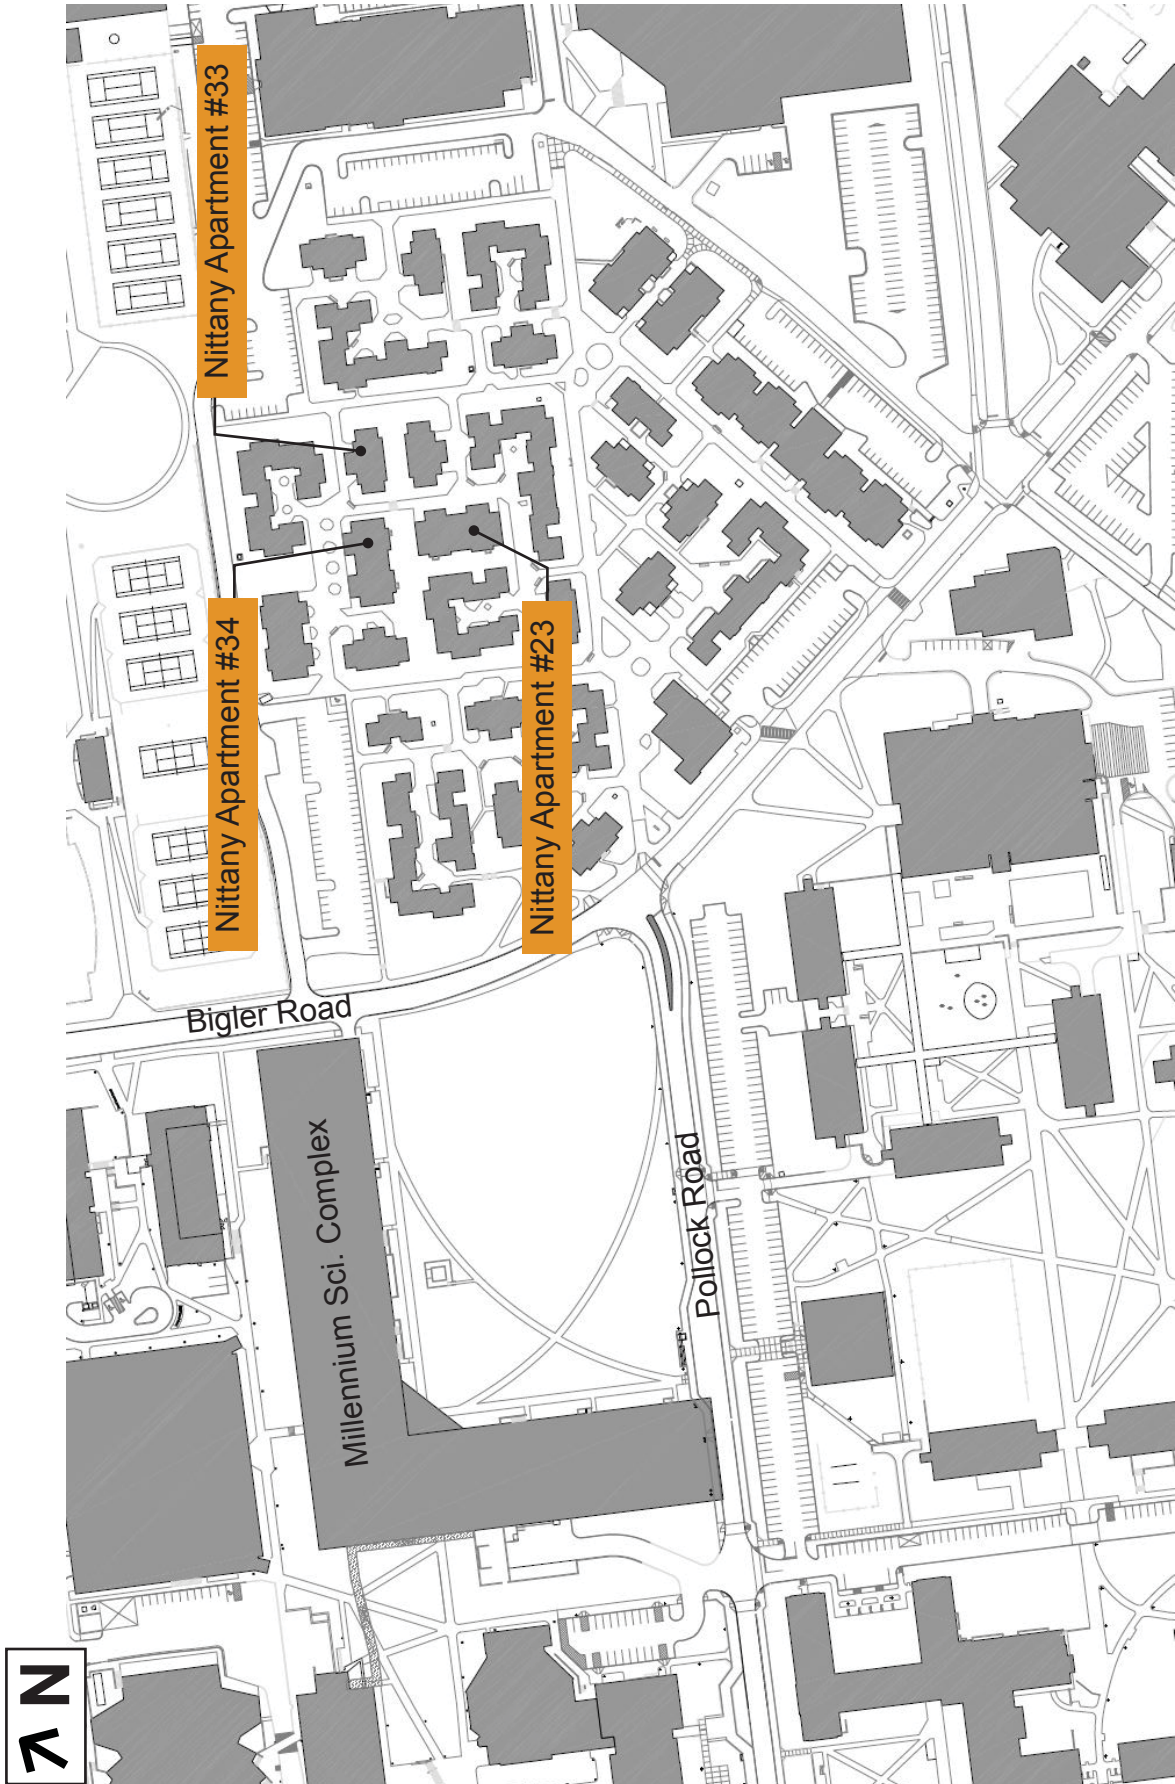 Nittany Apartment #33
Nittany Apartment #34
Nittany Apartment #23
Bigler Road
Millennium Sci. Complex
Pollock Road
N